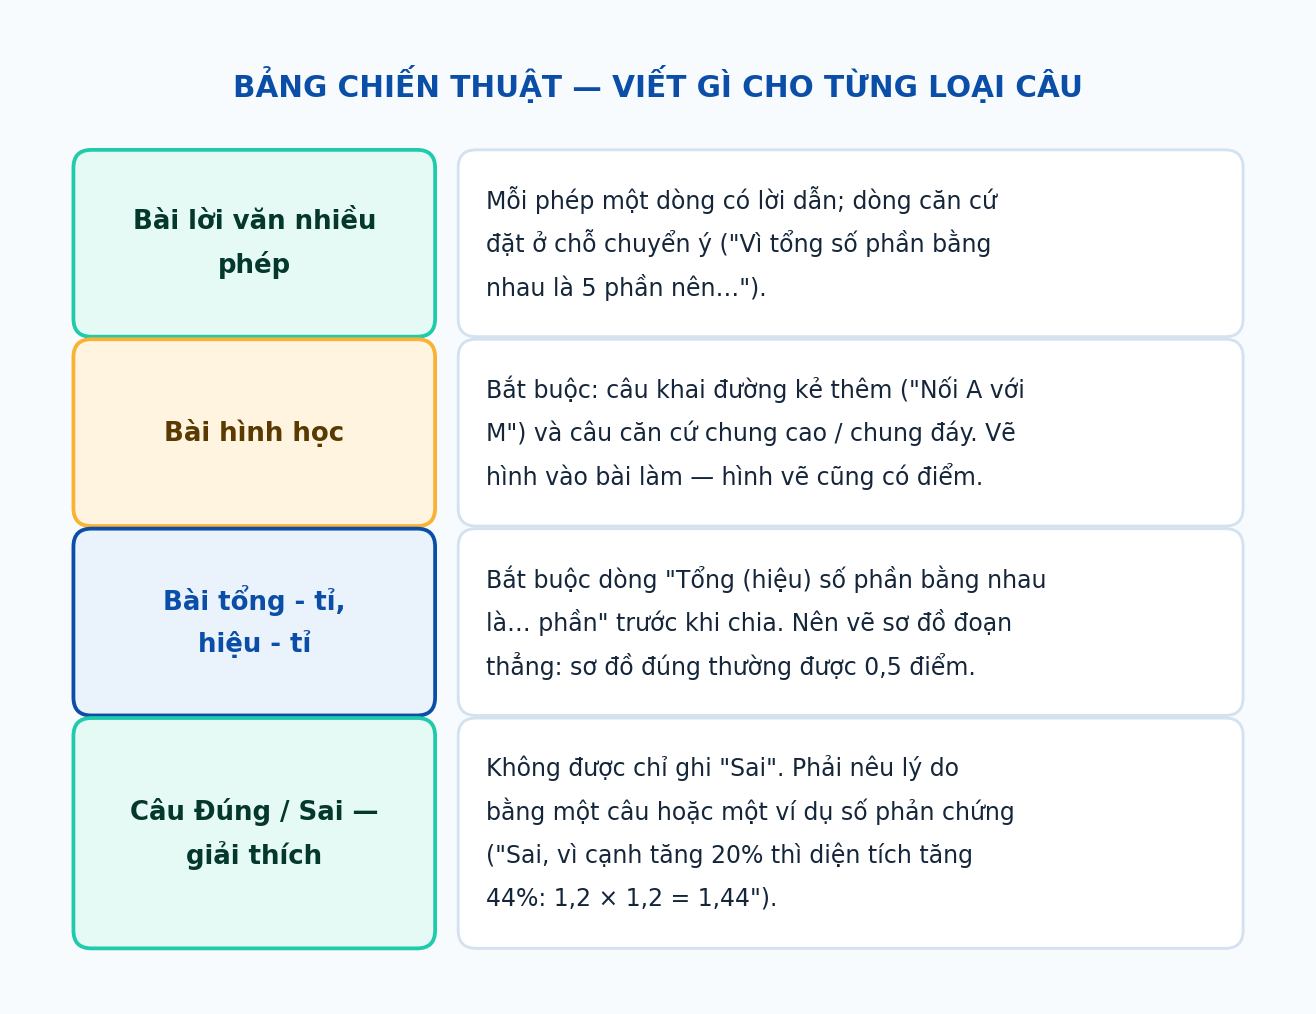 BẢNG CHIẾN THUẬT — VIẾT GÌ CHO TỪNG LOẠI CÂU
Bài lời văn nhiều
phép
Mỗi phép một dòng có lời dẫn; dòng căn cứ
đặt ở chỗ chuyển ý ("Vì tổng số phần bằng
nhau là 5 phần nên…").
Bài hình học
Bắt buộc: câu khai đường kẻ thêm ("Nối A với
M") và câu căn cứ chung cao / chung đáy. Vẽ
hình vào bài làm — hình vẽ cũng có điểm.
Bài tổng - tỉ,
hiệu - tỉ
Bắt buộc dòng "Tổng (hiệu) số phần bằng nhau
là… phần" trước khi chia. Nên vẽ sơ đồ đoạn
thẳng: sơ đồ đúng thường được 0,5 điểm.
Câu Đúng / Sai —
giải thích
Không được chỉ ghi "Sai". Phải nêu lý do
bằng một câu hoặc một ví dụ số phản chứng
("Sai, vì cạnh tăng 20% thì diện tích tăng
44%: 1,2 × 1,2 = 1,44").